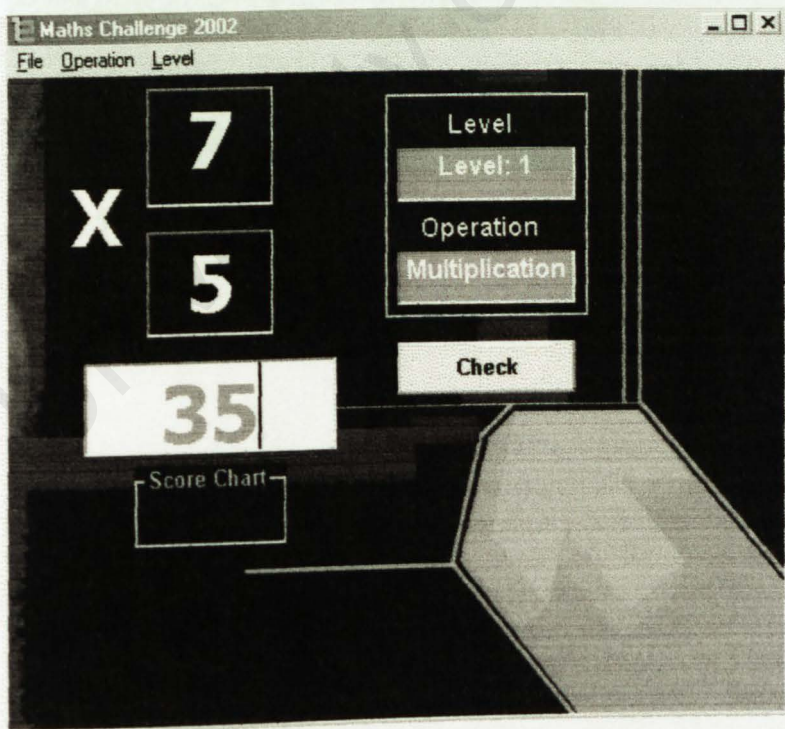 Maths Challenge 2002
File Operation Level
7
X
5
35
Score Chart
Level
Level: 1
Operation
Multiplication
Check